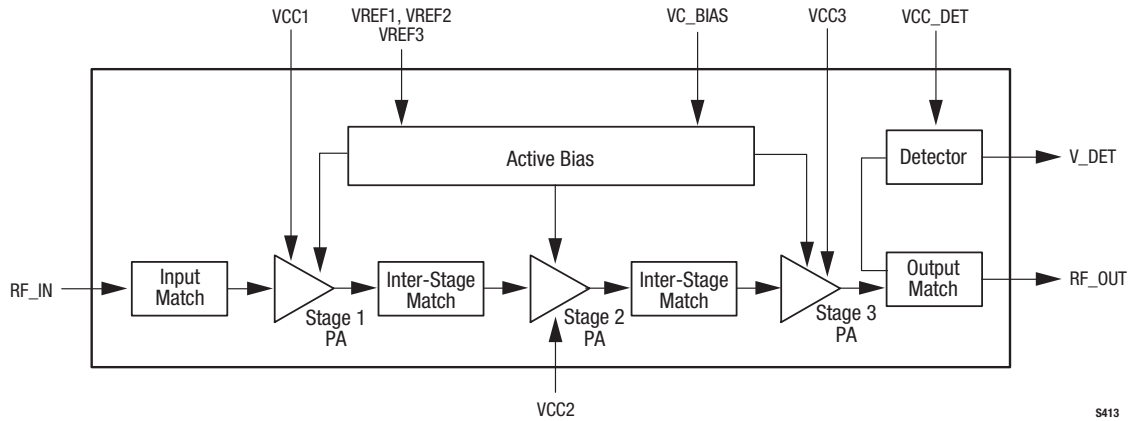 VCC1
VREF1, VREF2
VREF3
VC_BIAS
VCC3
VCC_DET
Active Bias
Detector
V_DET
RF_IN
Input
Match
Stage 1
PA
Inter-Stage
Match
Stage 2
PA
Inter-Stage
Match
Stage 3
PA
Output
Match
RF_OUT
VCC2
S413